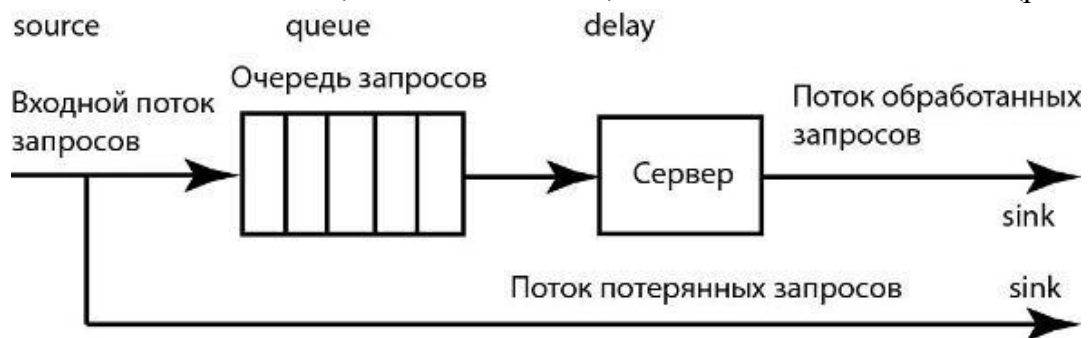 source queue delay
Очередь запросов
Входной поток
запросов
Сервер
Поток обработанных
запросов
sink
Поток потерянных запросов sink